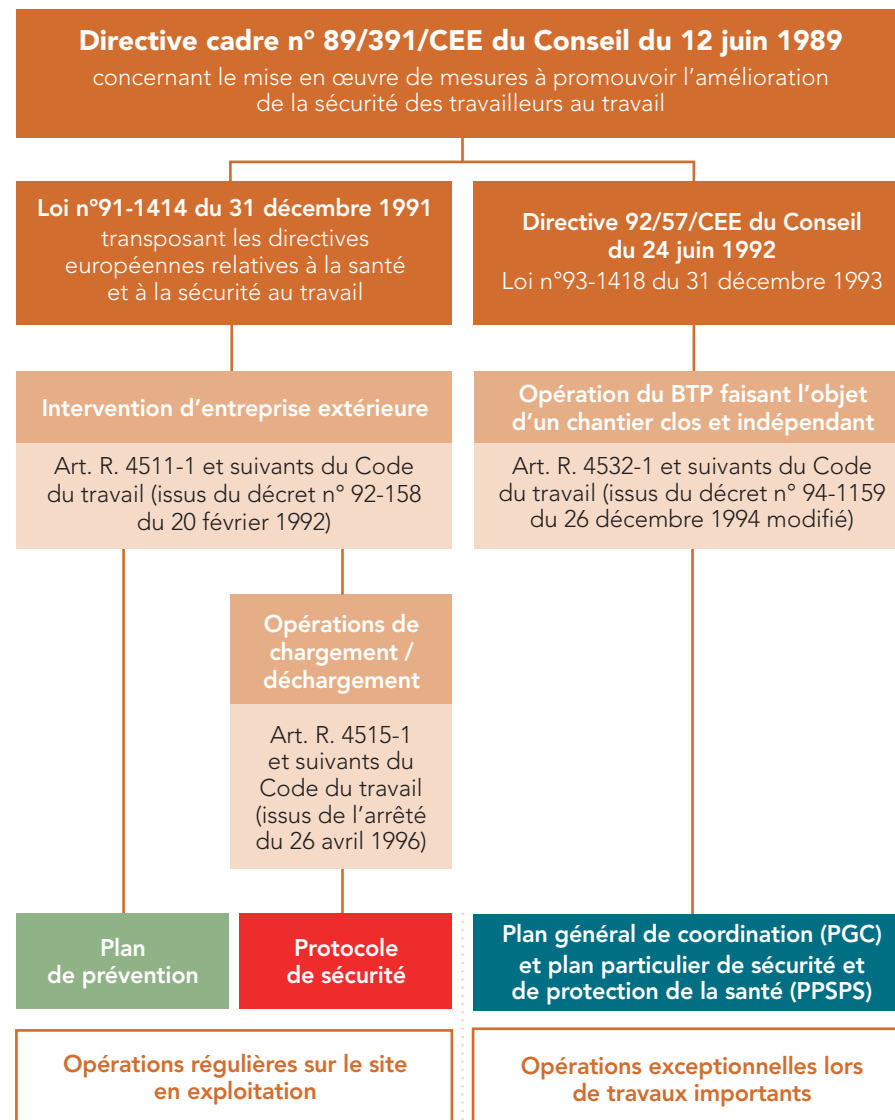 Directive cadre n° 89/391/CEE du Conseil du 12 juin 1989
concernant le mise en œuvre de mesures à promouvoir l'amélioration
de la sécurité des travailleurs au travail
Loi n°91-1414 du 31 décembre 1991
transposant les directives
européennes relatives à la santé
et à la sécurité au travail
Directive 92/57/CEE du Conseil
du 24 juin 1992
Loi n°93-1418 du 31 décembre 1993
Intervention d'entreprise extérieure
Art. R. 4511-1 et suivants du Code
du travail (issus du décret n° 92-158
du 20 février 1992)
Opération du BTP faisant l'objet
d'un chantier clos et indépendant
Art. R. 4532-1 et suivants du Code
du travail (issus du décret n° 94-1159
du 26 décembre 1994 modifié)
Opérations de
chargement /
déchargement
Art. R. 4515-1
et suivants du
Code du travail
(issus de l'arrêté
du 26 avril 1996)
Plan
de prévention
Protocole
de sécurité
Plan général de coordination (PGC)
et plan particulier de sécurité et
de protection de la santé (PPSPS)
Opérations régulières sur le site
en exploitation
Opérations exceptionnelles lors
de travaux importants